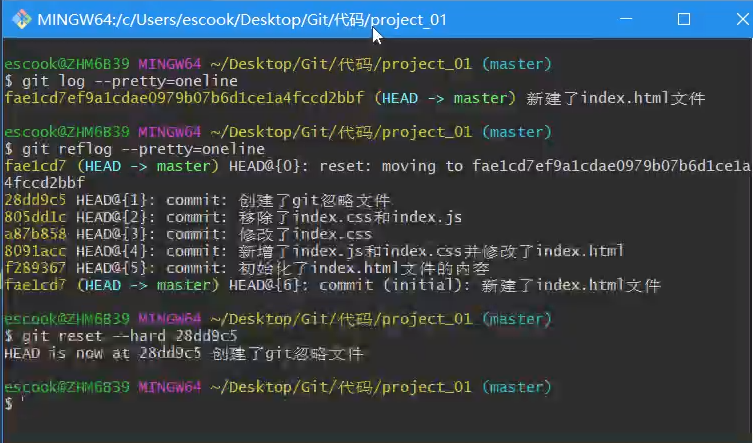 MINGW64:/c/Users/escook/Desktop/Git/代码/project_01
escook@ZHM6B39 MINGW64 ~/Desktop/Git/代码/project_01 (master)
$ git log --pretty=oneline
fae1cd7ef9a1cdae0979b07b6d1ce1a4fccd2bbf (HEAD -> master) 新建了index.html文件
escook@ZHM6B39 MINGW64 ~/Desktop/Git/代码/project_01 (master)
$ git reflog --pretty=oneline
fae1cd7 (HEAD -> master) HEAD@{0}: reset: moving to fae1cd7ef9a1cdae0979b07b6d1ce1a
4fccd2bbf
28dd9c5 HEAD@{1}: commit: 创建了git忽略文件
805dd1c HEAD@{2}: commit: 移除了index.css和index.js
a87b858 HEAD@{3}: commit: 修改了index.css
8091acc HEAD@{4}: commit: 新增了index.js和index.css并修改了index.html
f289367 HEAD@{5}: commit: 初始化了index.html文件的内容
fae1cd7 (HEAD -> master) HEAD@{6}: commit (initial): 新建了index.html文件
escook@ZHM6B39 MINGW64 ~/Desktop/Git/代码/project_01 (master)
$ git reset --hard 28dd9c5
HEAD is now at 28dd9c5 创建了git忽略文件
escook@ZHM6B39 MINGW64 ~/Desktop/Git/代码/project_01 (master)
$